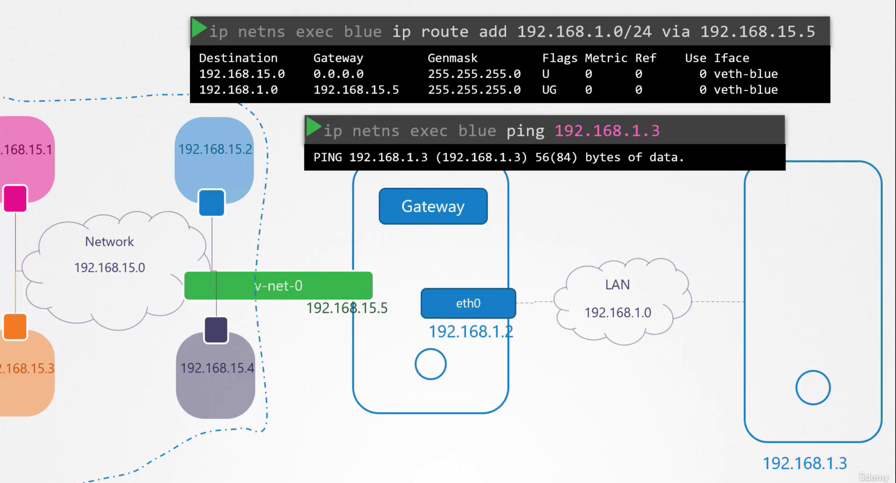 ip netns exec blue ip route add 192.168.1.0/24 via 192.168.15.5
Destination Gateway Genmask Flags Metric Ref Use Iface
192.168.15.0 0.0.0.0 255.255.255.0 U 0 0 0 veth-blue
192.168.1.0 192.168.15.5 255.255.255.0 UG 0 0 0 veth-blue
ip netns exec blue ping 192.168.1.3
PING 192.168.1.3 (192.168.1.3) 56(84) bytes of data.
.168.15.1
192.168.15.2
Gateway
Network
192.168.15.0
v-net-0
192.168.15.5
eth0
192.168.1.2
LAN
192.168.1.0
2.168.15.3
192.168.15.4
192.168.1.3
ûdemy